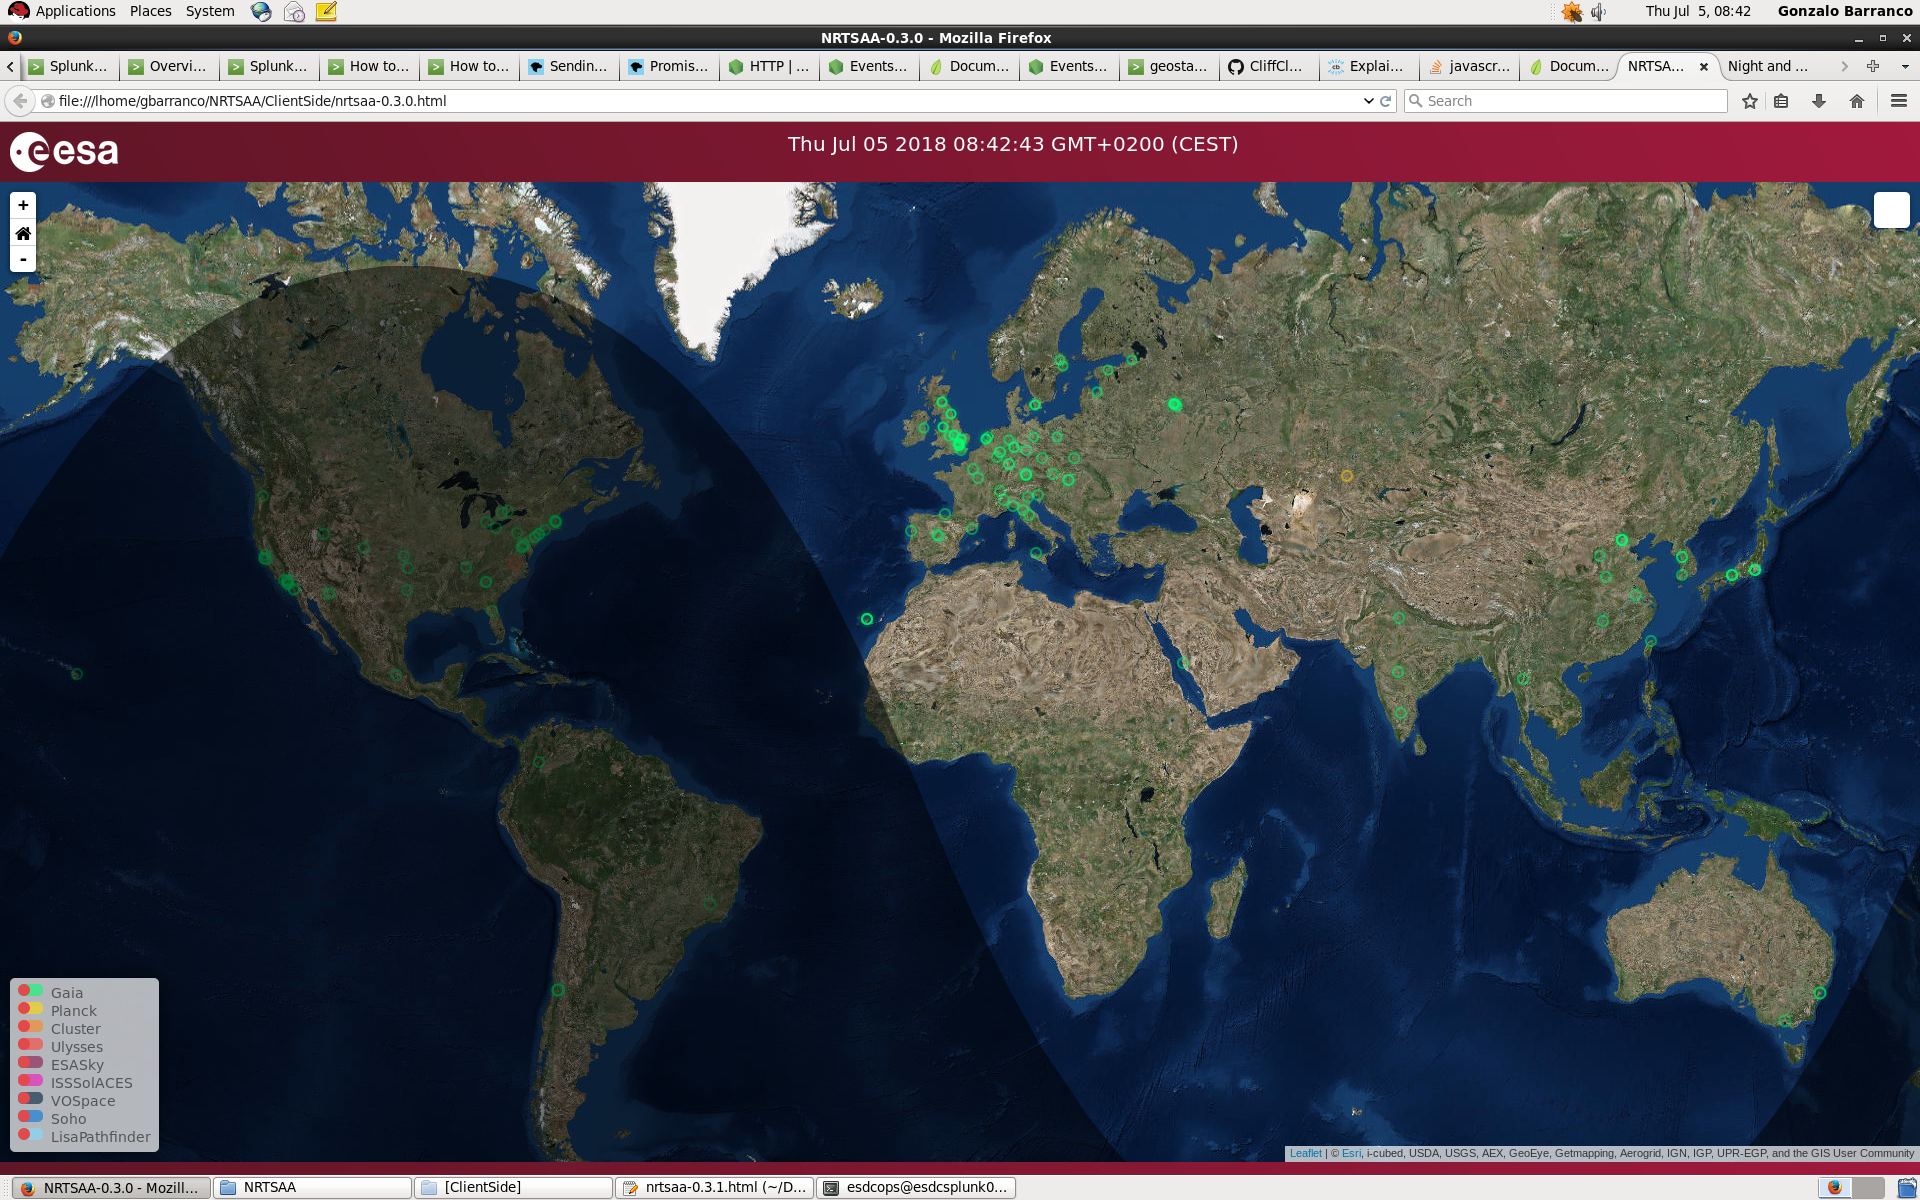 Applications Places System Thu Jul 5, 08:42 Gonzalo Barranco
NRTSAA-0.3.0 - Mozilla Firefox
Splunk... Overvi... Splunk... How to... How to... Sendin... Promis... HTTP | ... Events... Docum... Events... geosta... CliffCl... Explai... javascr... Docum... NRTSA... Night and ...
file:///lhome/gbarranco/NRTSAA/ClientSide/nrtsaa-0.3.0.html Search
esa
Thu Jul 05 2018 08:42:43 GMT+0200 (CEST)
+
-
Gaia
Planck
Cluster
Ulysses
ESASky
ISSSolACES
VOSpace
Soho
LisaPathfinder
Leaflet | © Esri, i-cubed, USDA, USGS, AEX, GeoEye, Getmapping, Aerogrid, IGN, IGP, UPR-EGP, and the GIS User Community
NRTSAA-0.3.0 - Mozill... NRTSAA [ClientSide] nrtsaa-0.3.1.html (~/D... esdcops@esdcsplunk0...